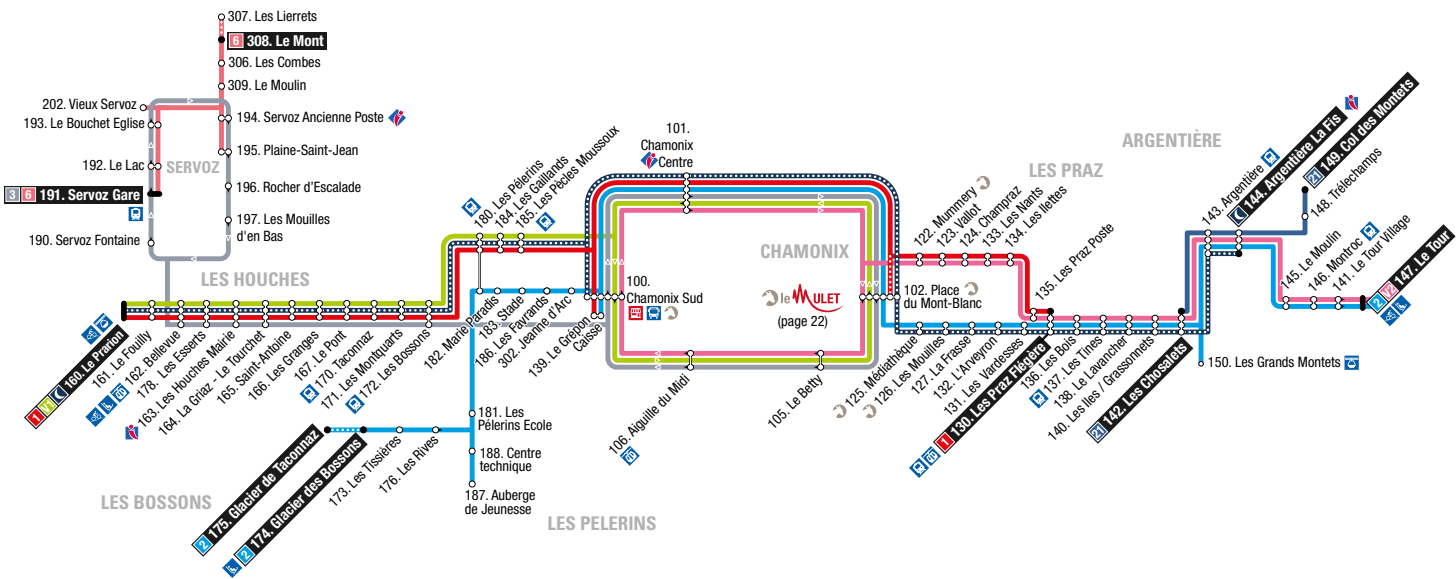 307. Les Lierrets
6 308. Le Mont
306. Les Combes
309. Le Moulin
202. Vieux Servoz
193. Le Bouchet Eglise
194. Servoz Ancienne Poste
192. Le Lac
SERVOZ
195. Plaine-Saint-Jean
3 6 191. Servoz Gare
196. Rocher d'Escalade
197. Les Mouilles
d'en Bas
190. Servoz Fontaine
LES HOUCHES
1 V1 160. Le Prarion
161. Le Fouilly
162. Bellevue
178. Les Esserts
163. Les Houches Mairie
164. La Griaz - Le Tourchet
165. Saint-Antoine
166. Les Granges
167. Le Pont
170. Taconnaz
171. Les Montquarts
172. Les Bossons
180. Les Pélerins
184. Les Gaillands
185. Les Pècles Moussoux
182. Marie Paradis
183. Stade
186. Les Favrands
302. Jeanne d'Arc
139. Le Grépon
Caisse
181. Les
Pélerins Ecole
188. Centre
technique
187. Auberge
de Jeunesse
2 175. Glacier de Taconnaz
2 174. Glacier des Bossons
173. Les Tissières
176. Les Rives
LES BOSSONS
LES PELERINS
101.
Chamonix
Centre
100.
Chamonix Sud
CHAMONIX
le MULET
(page 22)
106. Aiguille du Midi
105. Le Betty
102. Place
du Mont-Blanc
122. Mummery
123. Vallot
124. Champraz
133. Les Nants
134. Les Ilettes
135. Les Praz Poste
LES PRAZ
125. Médiathèque
126. Les Mouilles
127. La Frasse
132. L'Arveyron
131. Les Vardesses
1 130. Les Praz Flégère
136. Les Bois
137. Les Tines
138. Le Lavancher
140. Les Iles / Grassonnets
21 142. Les Chosalets
ARGENTIÈRE
143. Argentière
144. Argentière La Fis
21 149. Col des Montets
148. Trélechamps
145. Le Moulin
146. Montroc
141. Le Tour Village
2 12 147. Le Tour
150. Les Grands Montets